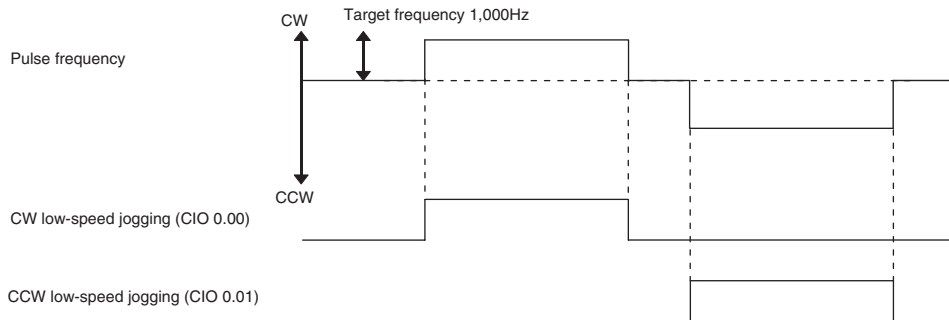 CW
Target frequency 1,000Hz
Pulse frequency
CCW
CW low-speed jogging (CIO 0.00)
CCW low-speed jogging (CIO 0.01)